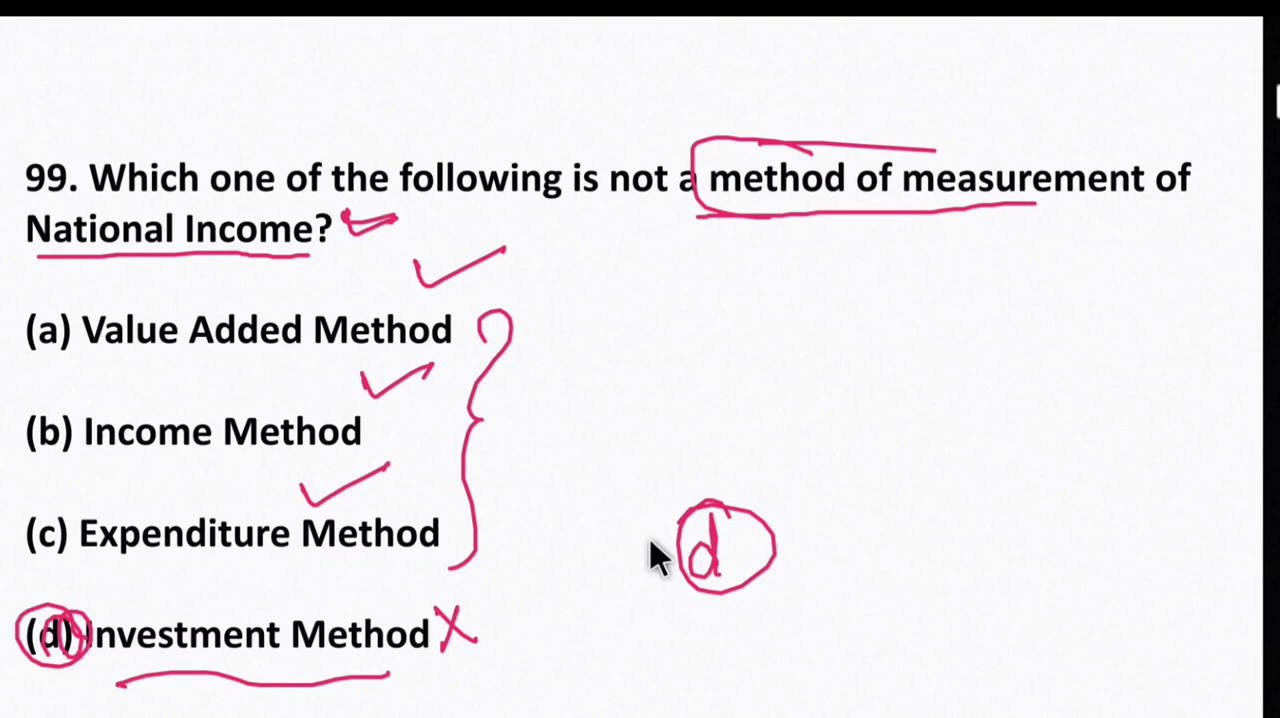 99. Which one of the following is not a method of measurement of
National Income?
(a) Value Added Method
(b) Income Method
(c) Expenditure Method
d
(d) Investment Method